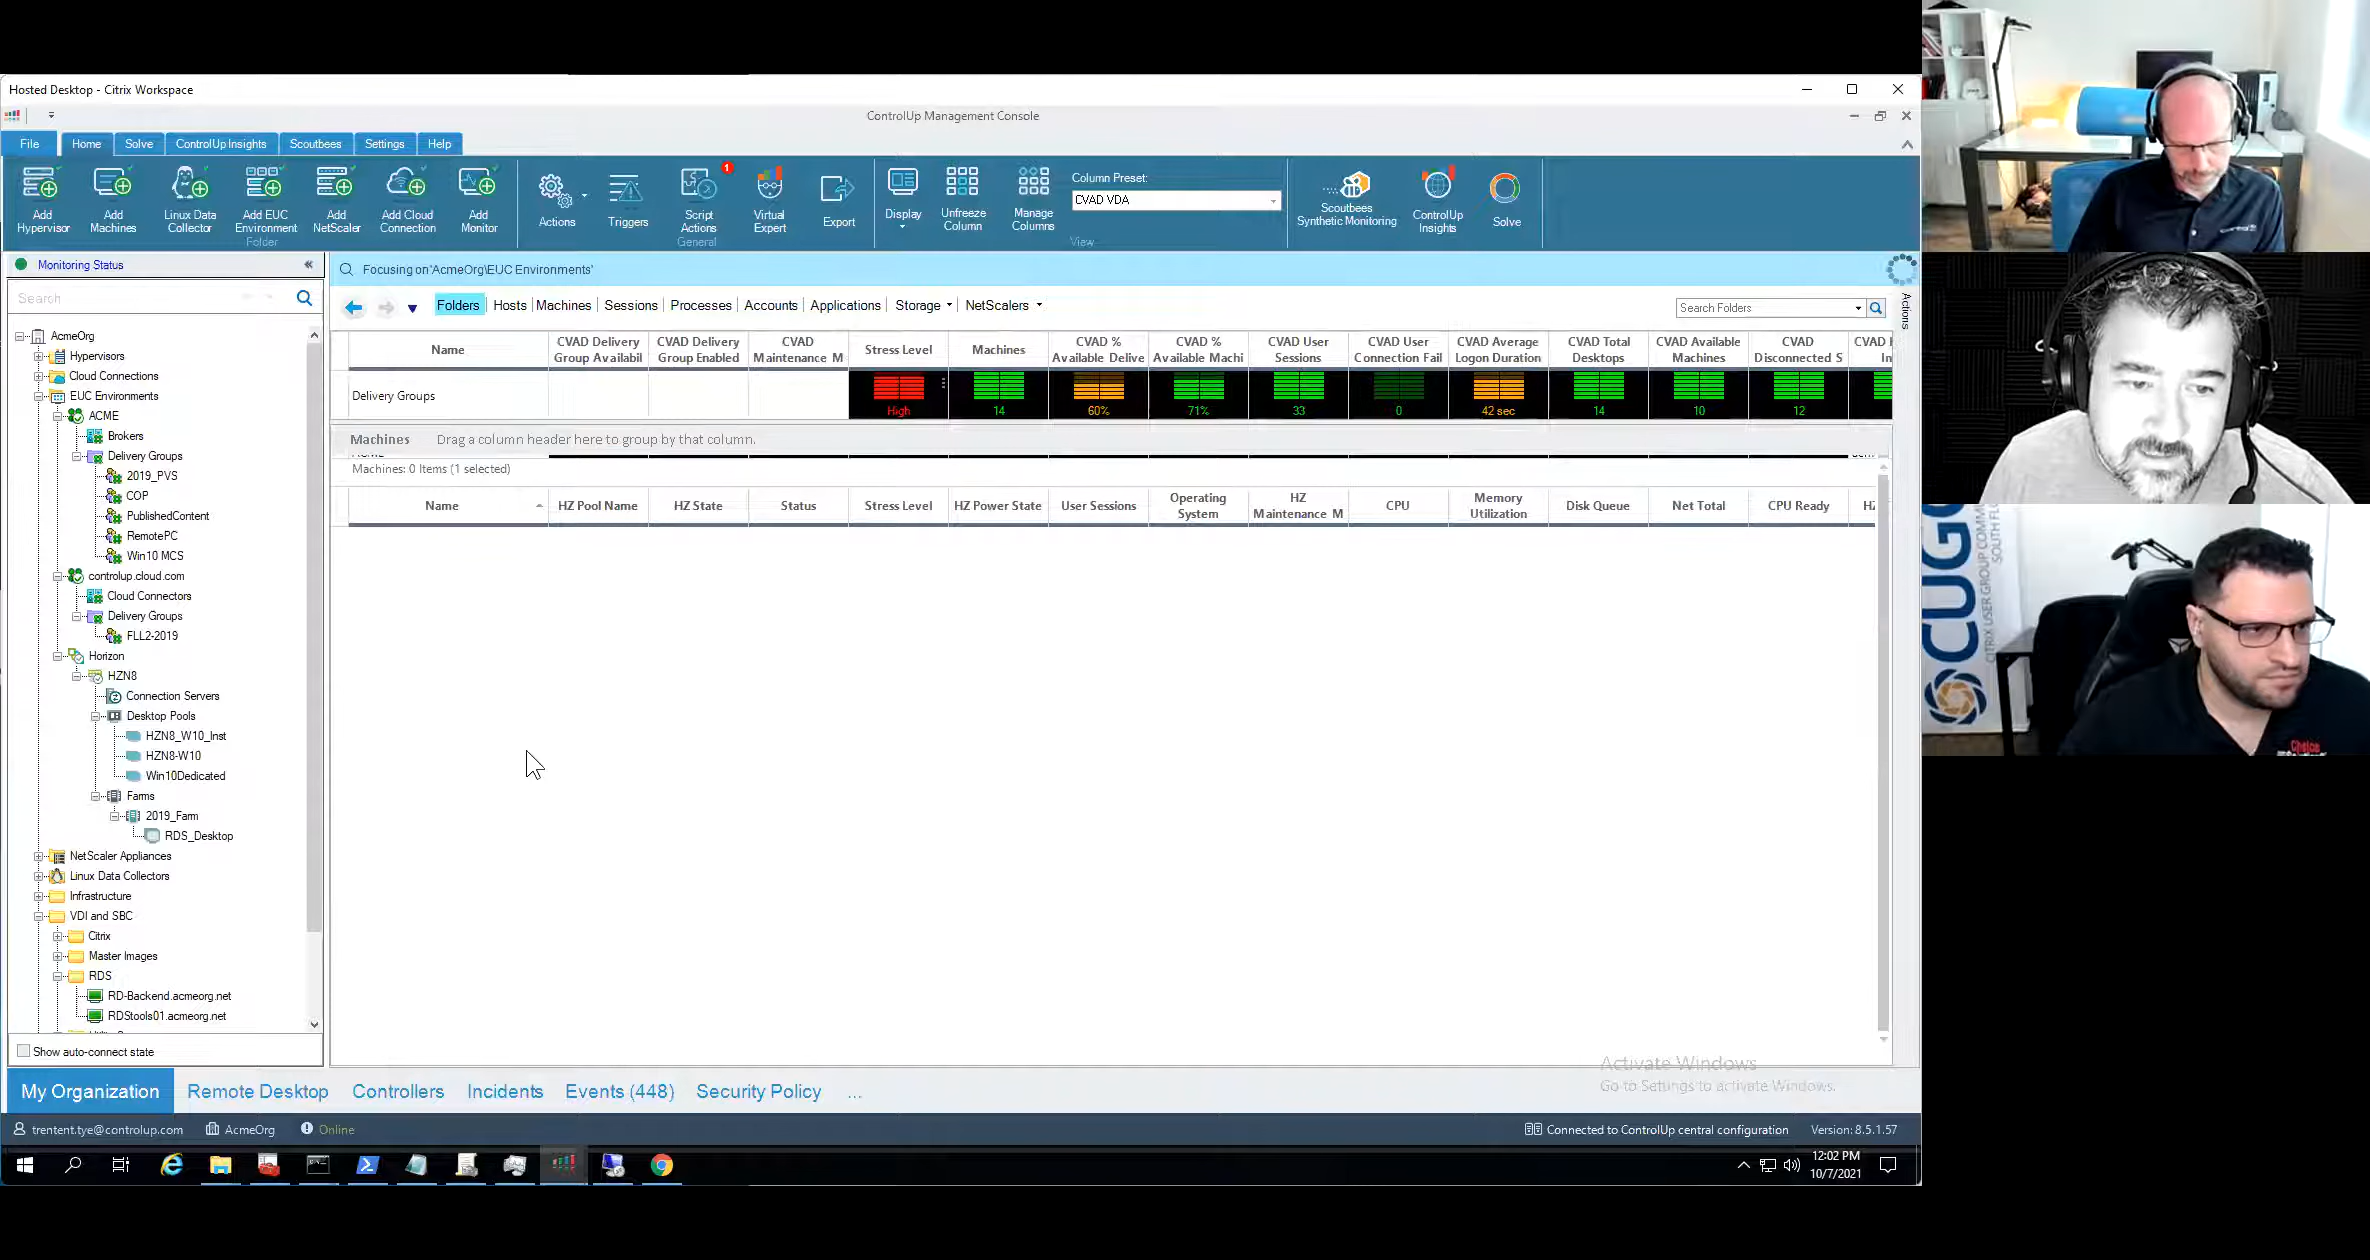 Hosted Desktop - Citrix Workspace
ControlUp Management Console
File Home Solve ControlUp Insights Scoutbees Settings Help
Add Hypervisor
Add Machines
Linux Data Collector
Add EUC Environment
Add NetScaler
Add Cloud Connection
Add Monitor
Folder
Actions
Triggers
1
Script Actions
Virtual Expert
Export
General
Display
Unfreeze Column
Manage Columns
Column Preset:
CVAD VDA
View
Scoutbees Synthetic Monitoring
ControlUp Insights
Solve
Monitoring Status
Search
AcmeOrg
Hypervisors
Cloud Connections
EUC Environments
ACME
Brokers
Delivery Groups
2019_PVS
COP
PublishedContent
RemotePC
Win10 MCS
controlup.cloud.com
Cloud Connectors
Delivery Groups
FLL2-2019
Horizon
HZN8
Connection Servers
Desktop Pools
HZN8_W10_Inst
HZN8-W10
Win10Dedicated
Farms
2019_Farm
RDS_Desktop
NetScaler Appliances
Linux Data Collectors
Infrastructure
VDI and SBC
Citrix
Master Images
RDS
RD-Backend.acmeorg.net
RDStools01.acmeorg.net
Show auto-connect state
Focusing on'AcmeOrg\EUC Environments'
Folders Hosts Machines Sessions Processes Accounts Applications Storage NetScalers
Search Folders
Actions
Name
CVAD Delivery Group Availabil
CVAD Delivery Group Enabled
CVAD Maintenance M
Stress Level
Machines
CVAD % Available Delive
CVAD % Available Machi
CVAD User Sessions
CVAD User Connection Fail
CVAD Average Logon Duration
CVAD Total Desktops
CVAD Available Machines
CVAD Disconnected S
Delivery Groups High 14 60% 71% 33 0 42 sec 14 10 12
Machines Drag a column header here to group by that column.
Machines: 0 Items (1 selected)
Name
HZ Pool Name
HZ State
Status
Stress Level
HZ Power State
User Sessions
Operating System
HZ Maintenance M
CPU
Memory Utilization
Disk Queue
Net Total
CPU Ready
Activate Windows
Go to Settings to activate Windows.
My Organization Remote Desktop Controllers Incidents Events (448) Security Policy ...
trentent.tye@controlup.com AcmeOrg Online
Connected to ControlUp central configuration Version: 8.5.1.57
12:02 PM
10/7/2021
CUGC
CITRIX USER GROUP COMM
SOUTH FL